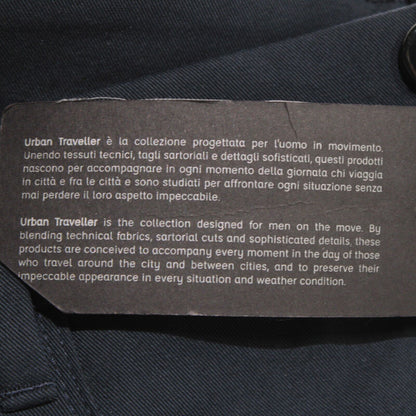 Urban Traveller è la collezione progettata per l'uomo in movimento.
Unendo tessuti tecnici, tagli sartoriali e dettagli sofisticati, questi prodotti
nascono per accompagnare in ogni momento della giornata chi viaggia
in città e fra le città e sono studiati per affrontare ogni situazione senza
mai perdere il loro aspetto impeccabile.
Urban Traveller is the collection designed for men on the move. By
blending technical fabrics, sartorial cuts and sophisticated details, these
products are conceived to accompany every moment in the day of those
who travel around the city and between cities, and to preserve their
impeccable appearance in every situation and weather condition.